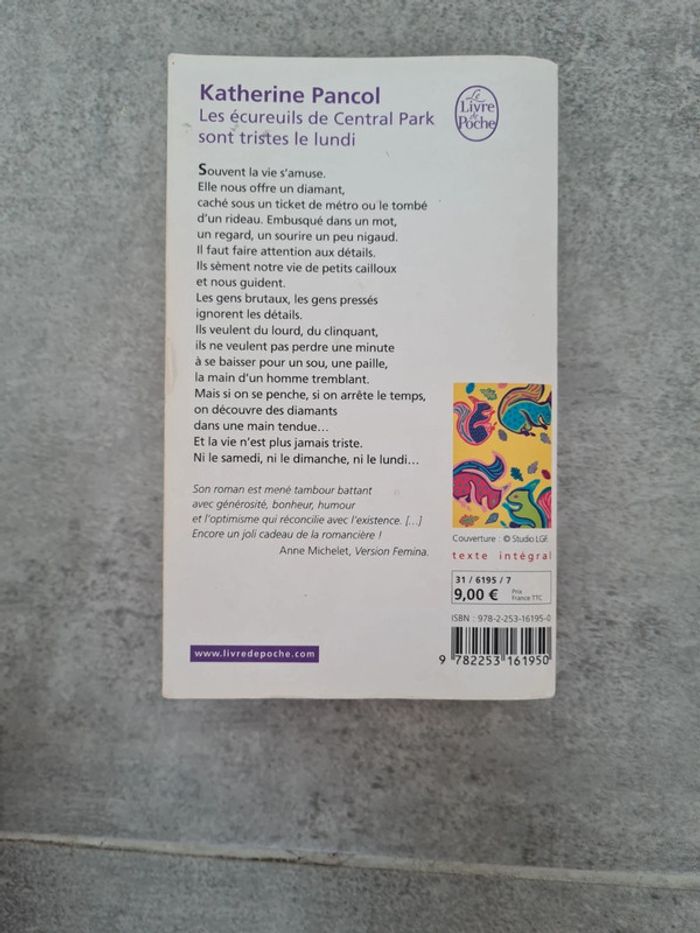 Katherine Pancol
Les écureuils de Central Park
sont tristes le lundi
Le
Livre
de
Poche
Souvent la vie s'amuse.
Elle nous offre un diamant,
caché sous un ticket de métro ou le tombé
d'un rideau. Embusqué dans un mot,
un regard, un sourire un peu nigaud.
Il faut faire attention aux détails.
Ils sèment notre vie de petits cailloux
et nous guident.
Les gens brutaux, les gens pressés
ignorent les détails.
Ils veulent du lourd, du clinquant,
ils ne veulent pas perdre une minute
à se baisser pour un sou, une paille,
la main d'un homme tremblant.
Mais si on se penche, si on arrête le temps,
on découvre des diamants
dans une main tendue...
Et la vie n'est plus jamais triste.
Ni le samedi, ni le dimanche, ni le lundi...
Son roman est mené tambour battant
avec générosité, bonheur, humour
et l'optimisme qui réconcilie avec l'existence. [...]
Encore un joli cadeau de la romancière !
Anne Michelet, Version Femina.
Couverture : © Studio LGF.
texte intégral
31 / 6195 / 7
9,00 €
Prix
France TTC
ISBN : 978-2-253-16195-0
9 782253 161950
www.livredepoche.com